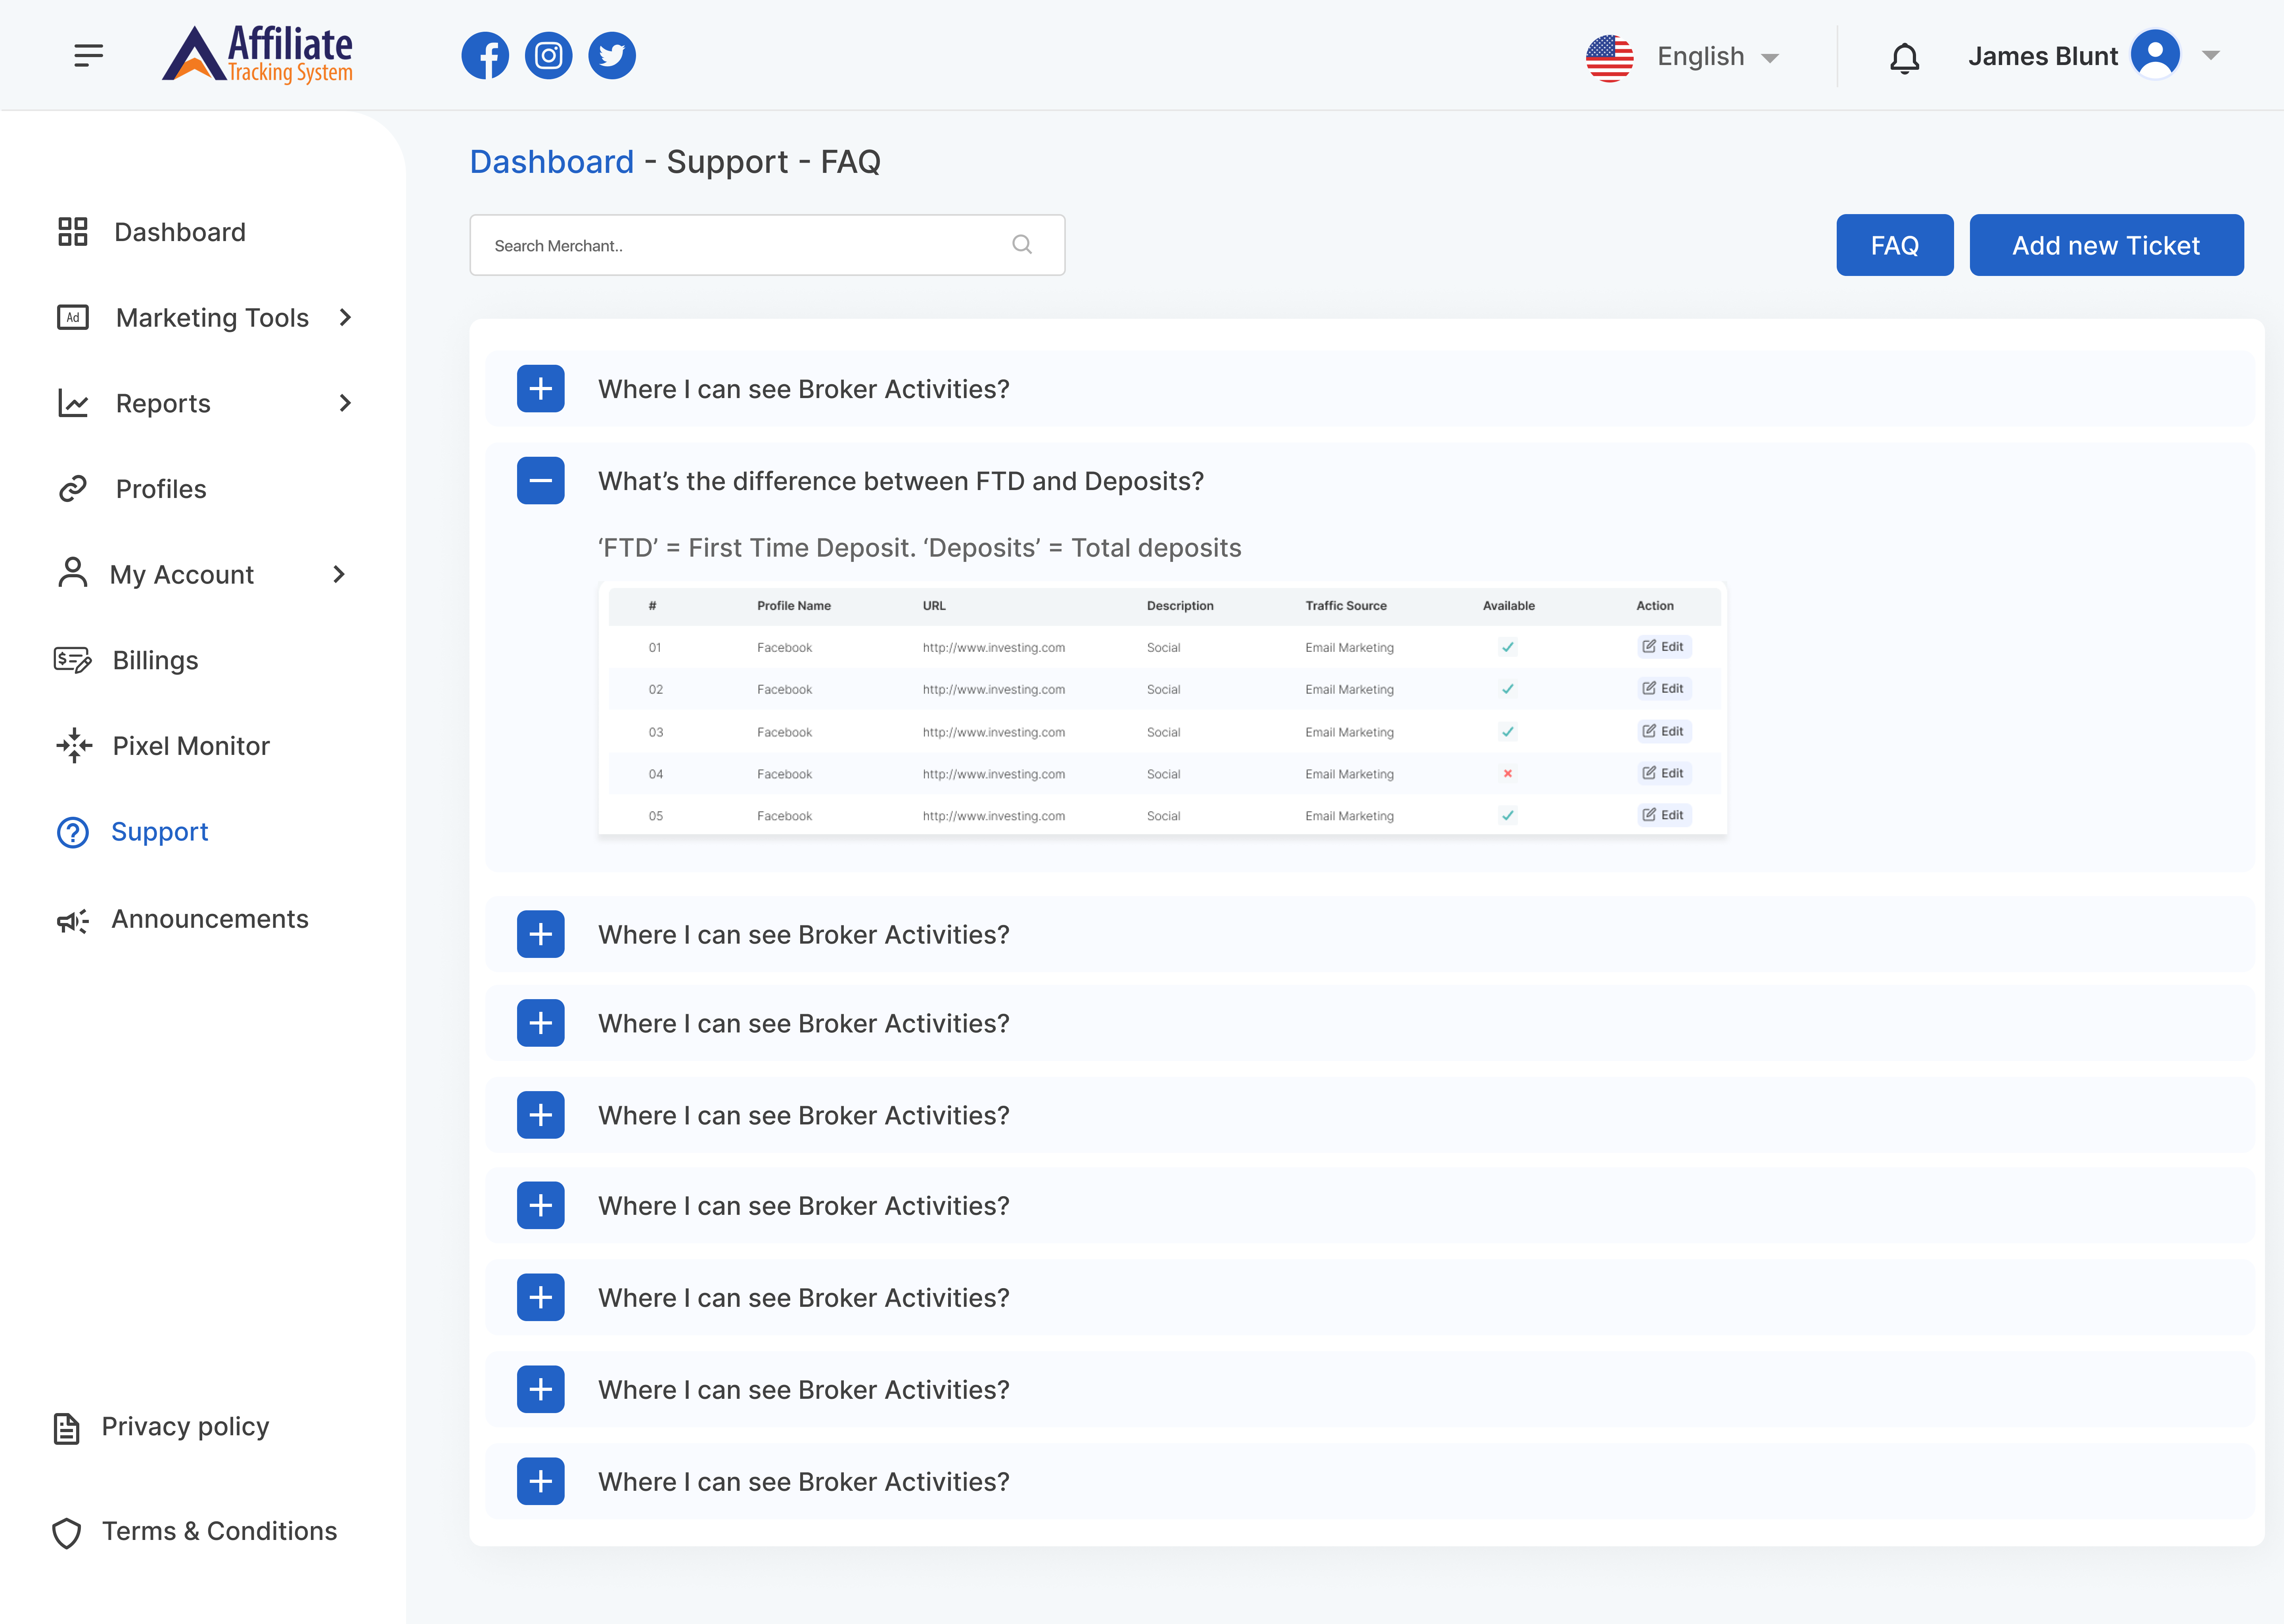 Affiliate
Tracking System
English
James Blunt
Dashboard
Marketing Tools
Ad
Reports
Profiles
My Account
Billings
Pixel Monitor
Support
Announcements
Privacy policy
Terms & Conditions
Dashboard - Support - FAQ
Search Merchant..
FAQ
Add new Ticket
Where I can see Broker Activities?
What’s the difference between FTD and Deposits?
‘FTD’ = First Time Deposit. ‘Deposits’ = Total deposits
# Profile Name URL Description Traffic Source Available Action
01 Facebook http://www.investing.com Social Email Marketing Edit
02 Facebook http://www.investing.com Social Email Marketing Edit
03 Facebook http://www.investing.com Social Email Marketing Edit
04 Facebook http://www.investing.com Social Email Marketing Edit
05 Facebook http://www.investing.com Social Email Marketing Edit
Where I can see Broker Activities?
Where I can see Broker Activities?
Where I can see Broker Activities?
Where I can see Broker Activities?
Where I can see Broker Activities?
Where I can see Broker Activities?
Where I can see Broker Activities?